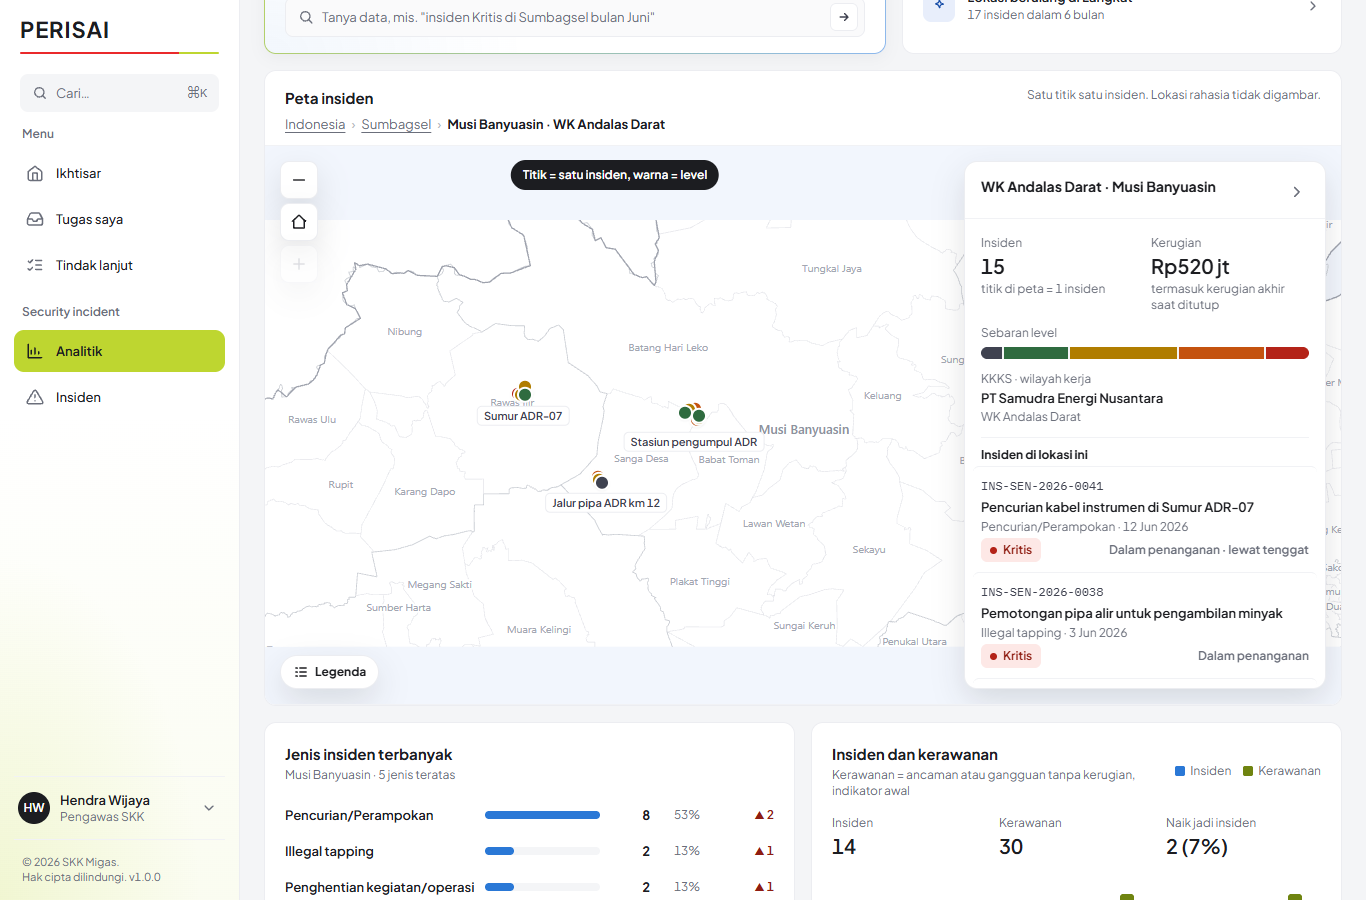 PERISAI
Cari...
⌘K
Menu
Ikhtisar
Tugas saya
Tindak lanjut
Security incident
Analitik
Insiden
HW
Hendra Wijaya
Pengawas SKK
© 2026 SKK Migas.
Hak cipta dilindungi. v1.0.0
Tanya data, mis. "insiden Kritis di Sumbagsel bulan Juni"
17 insiden dalam 6 bulan
Peta insiden
Satu titik satu insiden. Lokasi rahasia tidak digambar.
Indonesia › Sumbagsel › Musi Banyuasin · WK Andalas Darat
Titik = satu insiden, warna = level
Tungkal Jaya
Nibung
Batang Hari Leko
Keluang
Rawas Ulu
Sumur ADR-07
Musi Banyuasin
Stasiun pengumpul ADR
Sanga Desa
Babat Toman
Rupit
Karang Dapo
Jalur pipa ADR km 12
Lawan Wetan
Sekayu
Megang Sakti
Plakat Tinggi
Sumber Harta
Muara Kelingi
Sungai Keruh
Penukal Utara
Legenda
WK Andalas Darat · Musi Banyuasin
Insiden
15
titik di peta = 1 insiden
Kerugian
Rp520 jt
termasuk kerugian akhir
saat ditutup
Sebaran level
KKKS · wilayah kerja
PT Samudra Energi Nusantara
WK Andalas Darat
Insiden di lokasi ini
INS-SEN-2026-0041
Pencurian kabel instrumen di Sumur ADR-07
Pencurian/Perampokan · 12 Jun 2026
Kritis
Dalam penanganan · lewat tenggat
INS-SEN-2026-0038
Pemotongan pipa alir untuk pengambilan minyak
Illegal tapping · 3 Jun 2026
Kritis
Dalam penanganan
Jenis insiden terbanyak
Musi Banyuasin · 5 jenis teratas
Pencurian/Perampokan 8 53% ▲2
Illegal tapping 2 13% ▲1
Penghentian kegiatan/operasi 2 13% ▲1
Insiden dan kerawanan
Kerawanan = ancaman atau gangguan tanpa kerugian,
indikator awal
Insiden
Kerawanan
Insiden
14
Kerawanan
30
Naik jadi insiden
2 (7%)